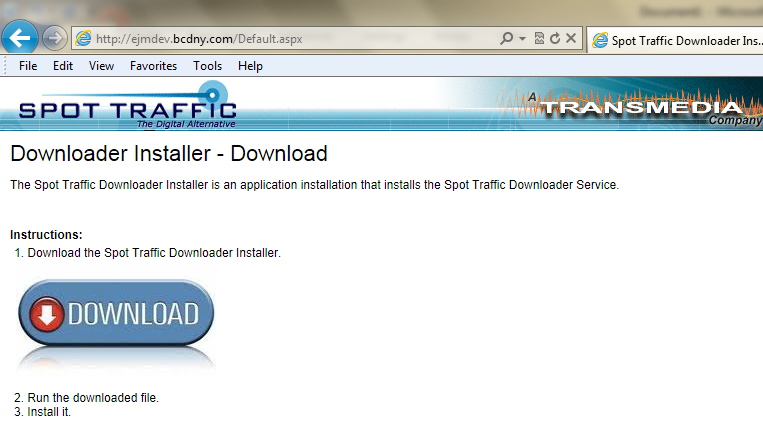 Document1 - Microsoft
http://ejmdev.bcdny.com/Default.aspx
Spot Traffic Downloader Ins...
File Edit View Favorites Tools Help
SPOT TRAFFIC
The Digital Alternative
A
TRANSMEDIA
Company
Downloader Installer - Download
The Spot Traffic Downloader Installer is an application installation that installs the Spot Traffic Downloader Service.
Instructions:
1. Download the Spot Traffic Downloader Installer.
DOWNLOAD
2. Run the downloaded file.
3. Install it.